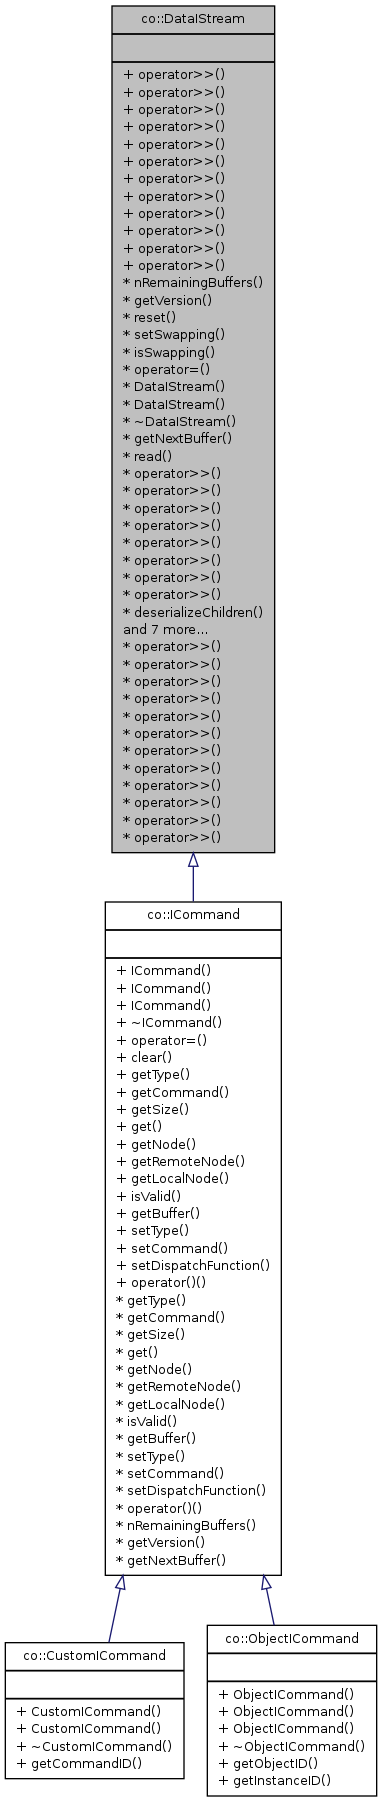 co::DataIStream
+ operator>>()
+ operator>>()
+ operator>>()
+ operator>>()
+ operator>>()
+ operator>>()
+ operator>>()
+ operator>>()
+ operator>>()
+ operator>>()
+ operator>>()
+ operator>>()
* nRemainingBuffers()
* getVersion()
* reset()
* setSwapping()
* isSwapping()
* operator=()
* DataIStream()
* DataIStream()
* ~DataIStream()
* getNextBuffer()
* read()
* operator>>()
* operator>>()
* operator>>()
* operator>>()
* operator>>()
* operator>>()
* operator>>()
* operator>>()
* deserializeChildren()
and 7 more...
* operator>>()
* operator>>()
* operator>>()
* operator>>()
* operator>>()
* operator>>()
* operator>>()
* operator>>()
* operator>>()
* operator>>()
* operator>>()
* operator>>()
co::ICommand
+ ICommand()
+ ICommand()
+ ICommand()
+ ~ICommand()
+ operator=()
+ clear()
+ getType()
+ getCommand()
+ getSize()
+ get()
+ getNode()
+ getRemoteNode()
+ getLocalNode()
+ isValid()
+ getBuffer()
+ setType()
+ setCommand()
+ setDispatchFunction()
+ operator()()
* getType()
* getCommand()
* getSize()
* get()
* getNode()
* getRemoteNode()
* getLocalNode()
* isValid()
* getBuffer()
* setType()
* setCommand()
* setDispatchFunction()
* operator()()
* nRemainingBuffers()
* getVersion()
* getNextBuffer()
co::CustomICommand
+ CustomICommand()
+ CustomICommand()
+ ~CustomICommand()
+ getCommandID()
co::ObjectICommand
+ ObjectICommand()
+ ObjectICommand()
+ ObjectICommand()
+ ~ObjectICommand()
+ getObjectID()
+ getInstanceID()